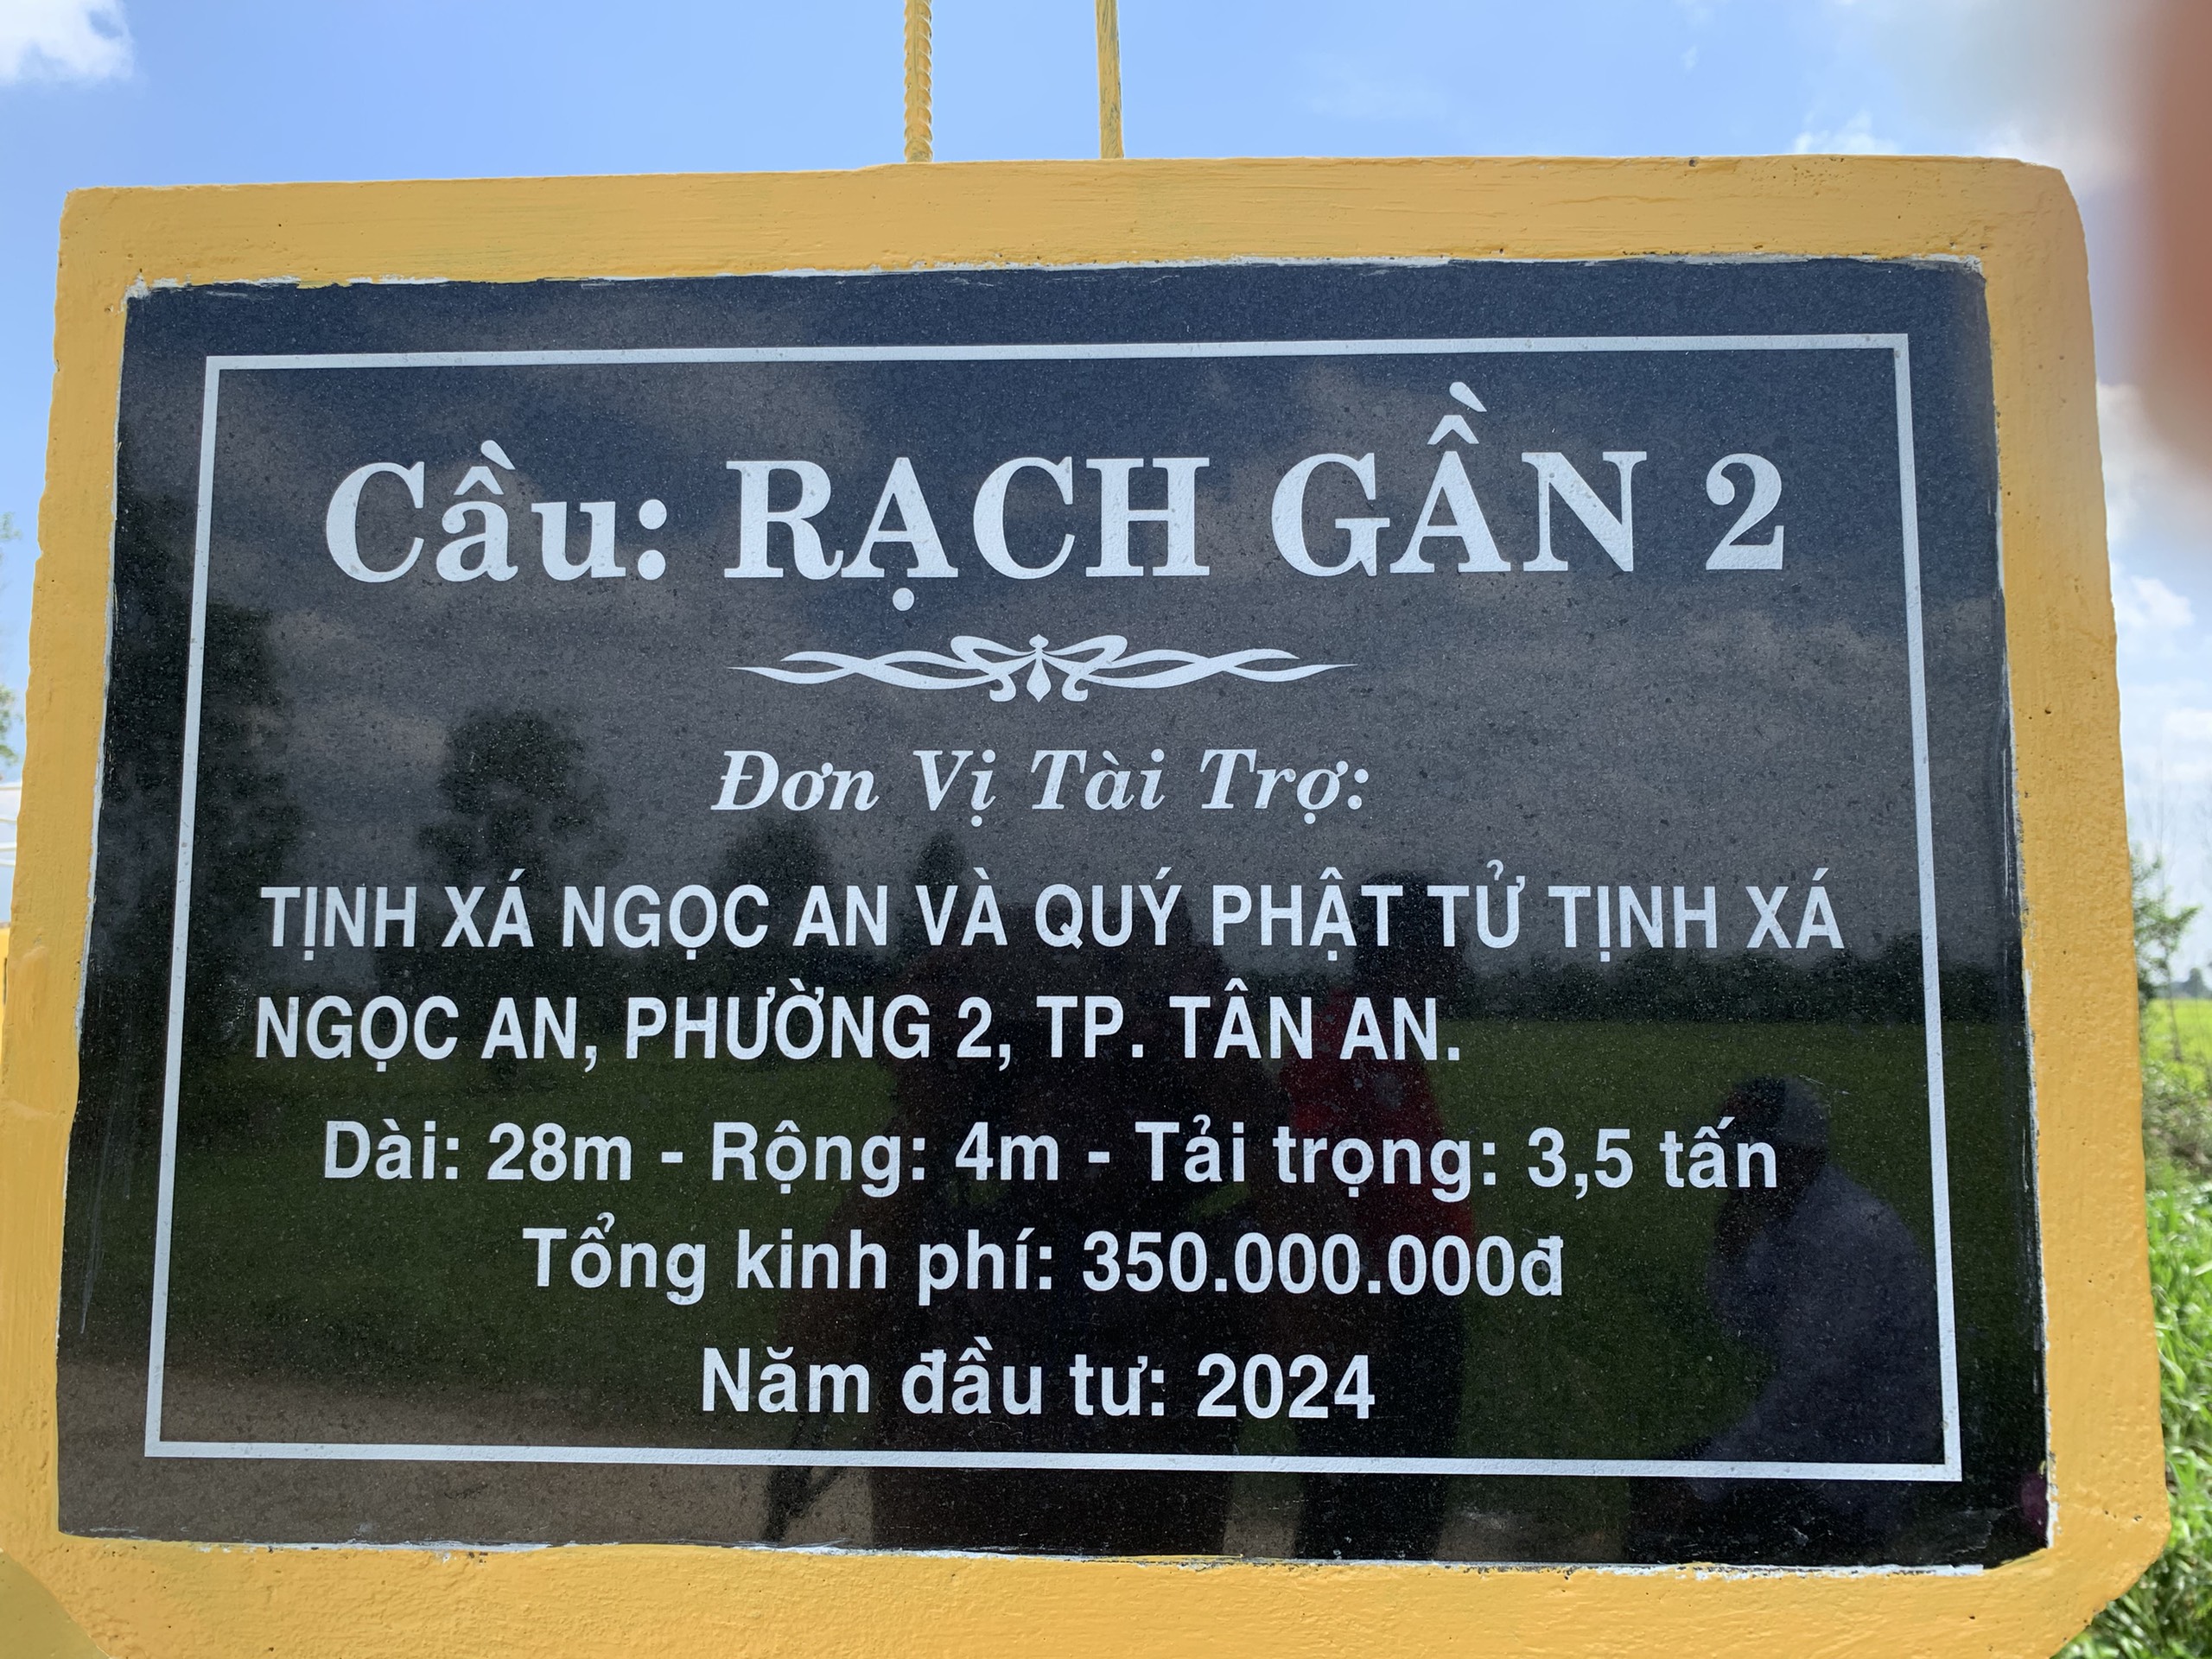 Cầu: RẠCH GẦN 2
Đơn Vị Tài Trợ:
TỊNH XÁ NGỌC AN VÀ QUÝ PHẬT TỬ TỊNH XÁ
NGỌC AN, PHƯỜNG 2, TP. TÂN AN.
Dài: 28m - Rộng: 4m - Tải trọng: 3,5 tấn
Tổng kinh phí: 350.000.000đ
Năm đầu tư: 2024